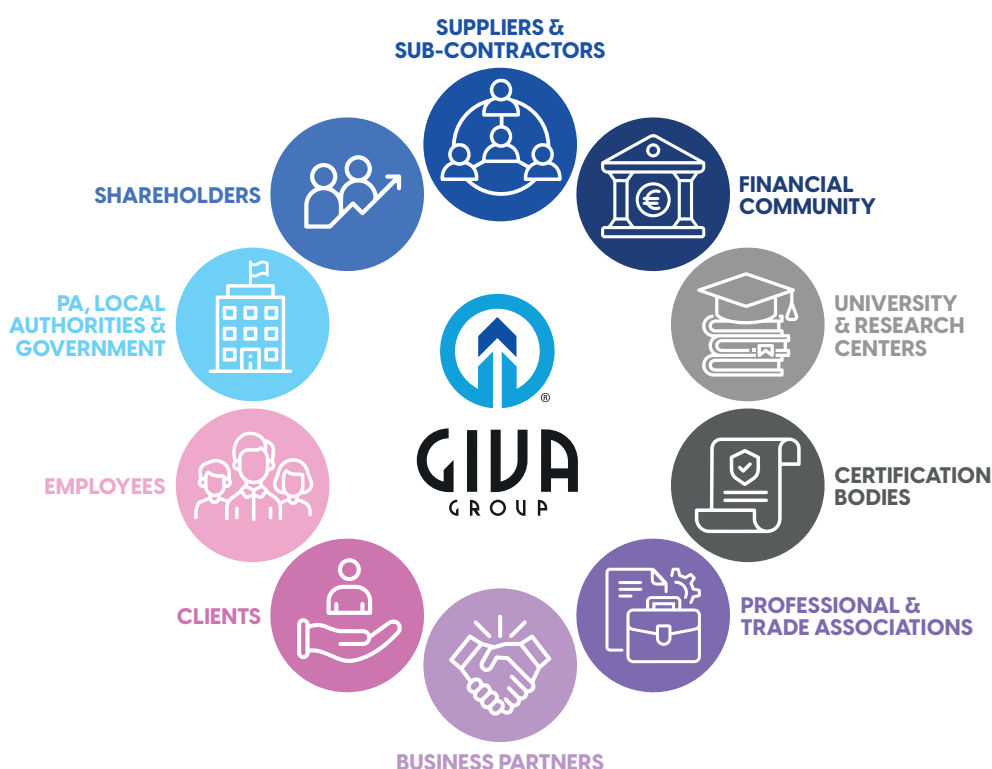 SUPPLIERS &
SUB-CONTRACTORS
SHAREHOLDERS
FINANCIAL
COMMUNITY
€
PA, LOCAL
AUTHORITIES &
GOVERNMENT
UNIVERSITY
& RESEARCH
CENTERS
®
GIVA
GROUP
EMPLOYEES
CERTIFICATION
BODIES
CLIENTS
PROFESSIONAL &
TRADE ASSOCIATIONS
BUSINESS PARTNERS